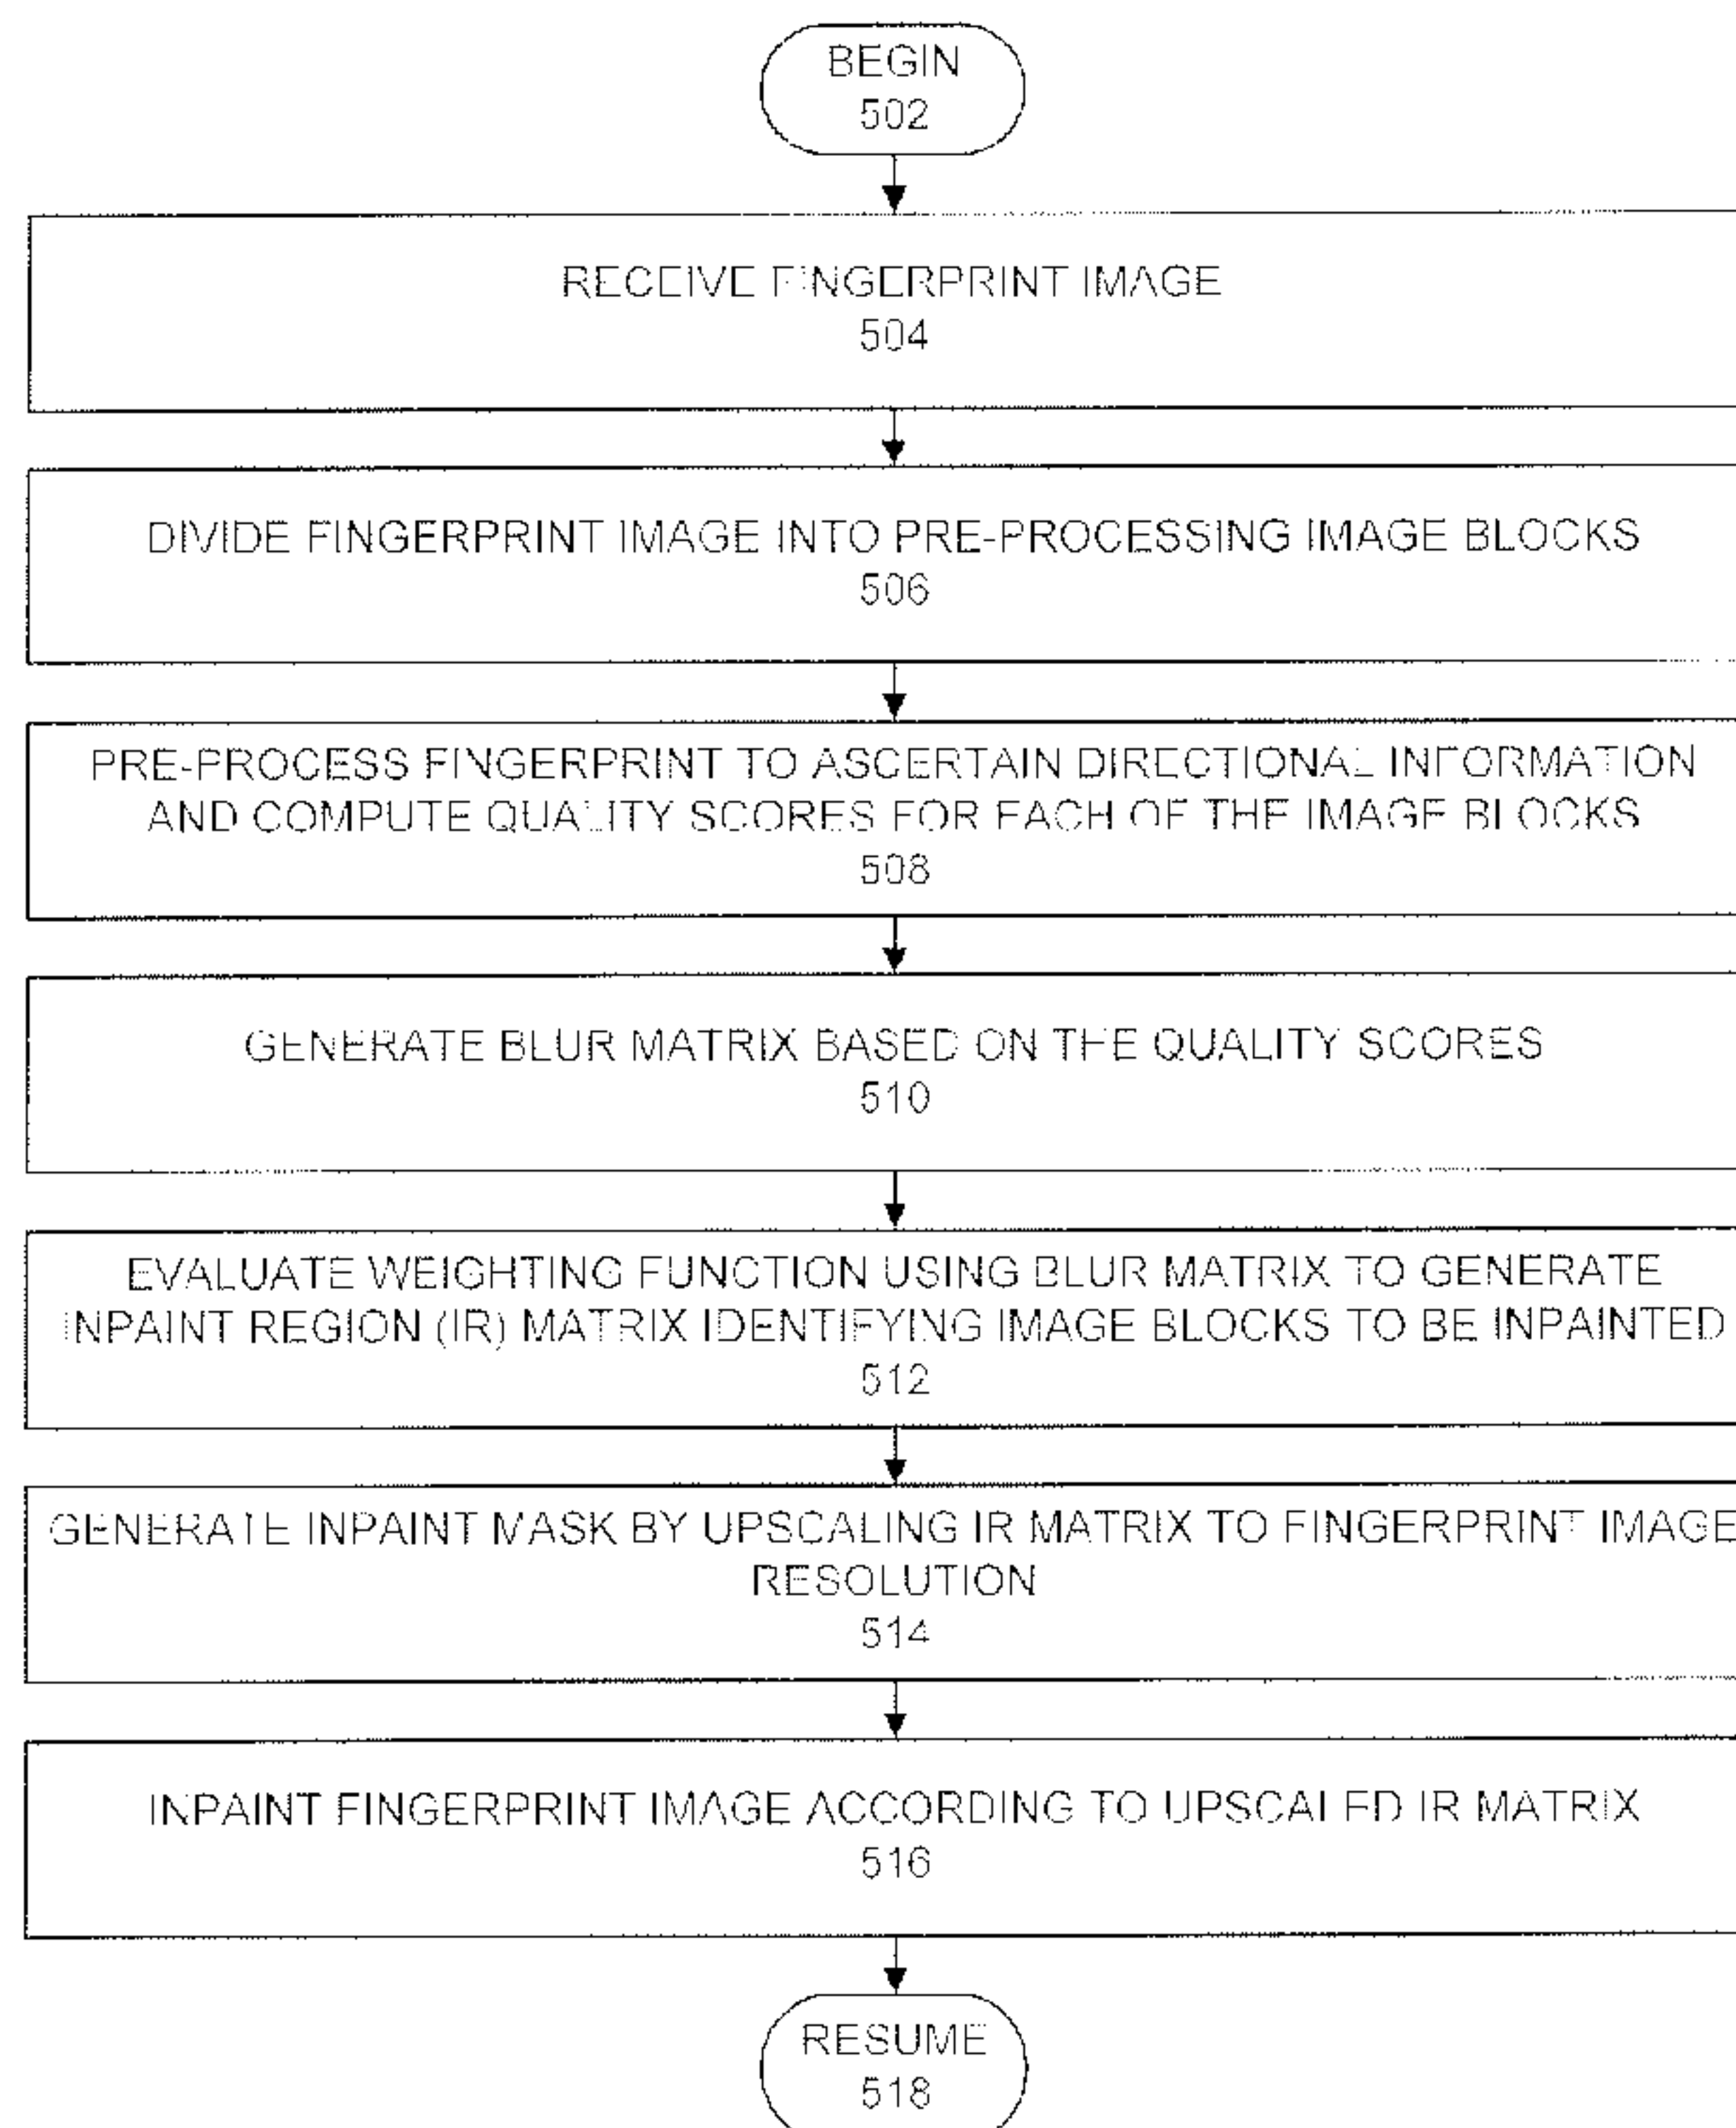 BEGIN
502
RECEIVE FINGERPRINT IMAGE
504
DIVIDE FINGERPRINT IMAGE INTO PRE-PROCESSING IMAGE BLOCKS
506
PRE-PROCESS FINGERPRINT TO ASCERTAIN DIRECTIONAL INFORMATION
AND COMPUTE QUALITY SCORES FOR EACH OF THE IMAGE BLOCKS
508
GENERATE BLUR MATRIX BASED ON THE QUALITY SCORES
510
EVALUATE WEIGHTING FUNCTION USING BLUR MATRIX TO GENERATE
INPAINT REGION (IR) MATRIX IDENTIFYING IMAGE BLOCKS TO BE INPAINTED
512
GENERATE INPAINT MASK BY UPSCALING IR MATRIX TO FINGERPRINT IMAGE
RESOLUTION
514
INPAINT FINGERPRINT IMAGE ACCORDING TO UPSCALED IR MATRIX
516
RESUME
518